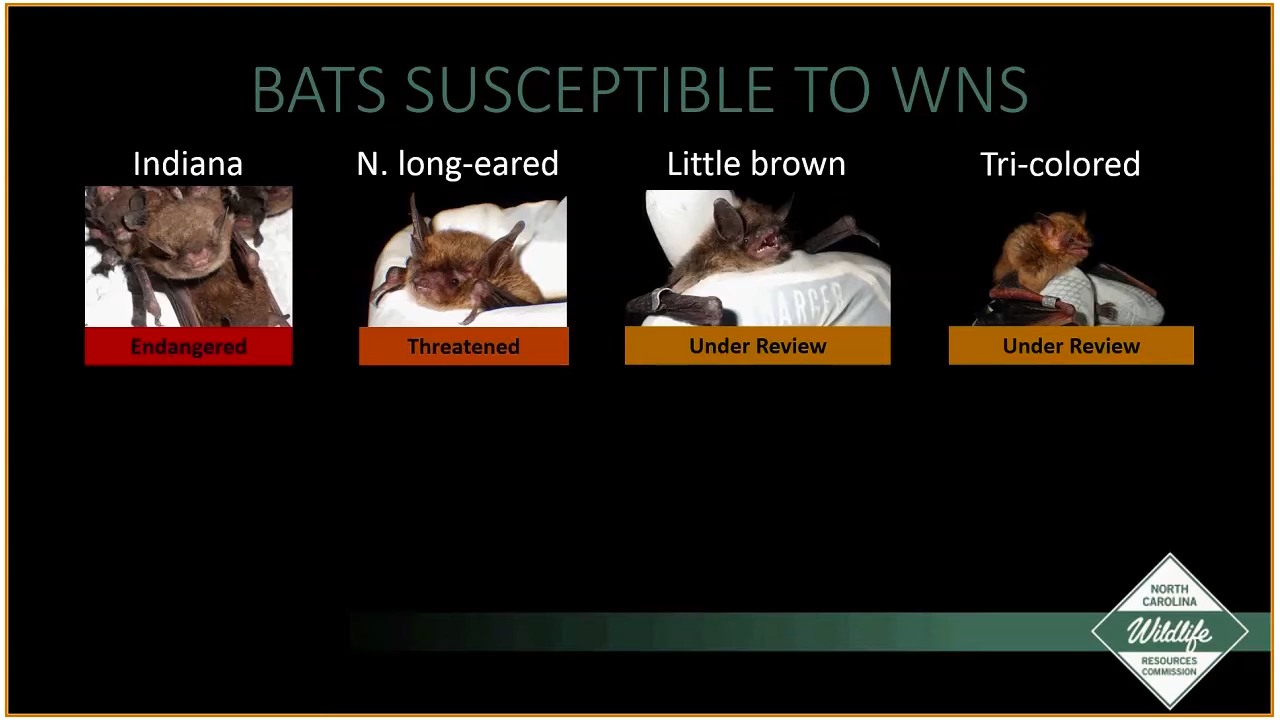 BATS SUSCEPTIBLE TO WNS
Indiana
N. long-eared
Little brown
Tri-colored
Endangered
Threatened
Under Review
Under Review
NORTH
CAROLINA
Wildlife
RESOURCES
COMMISSION